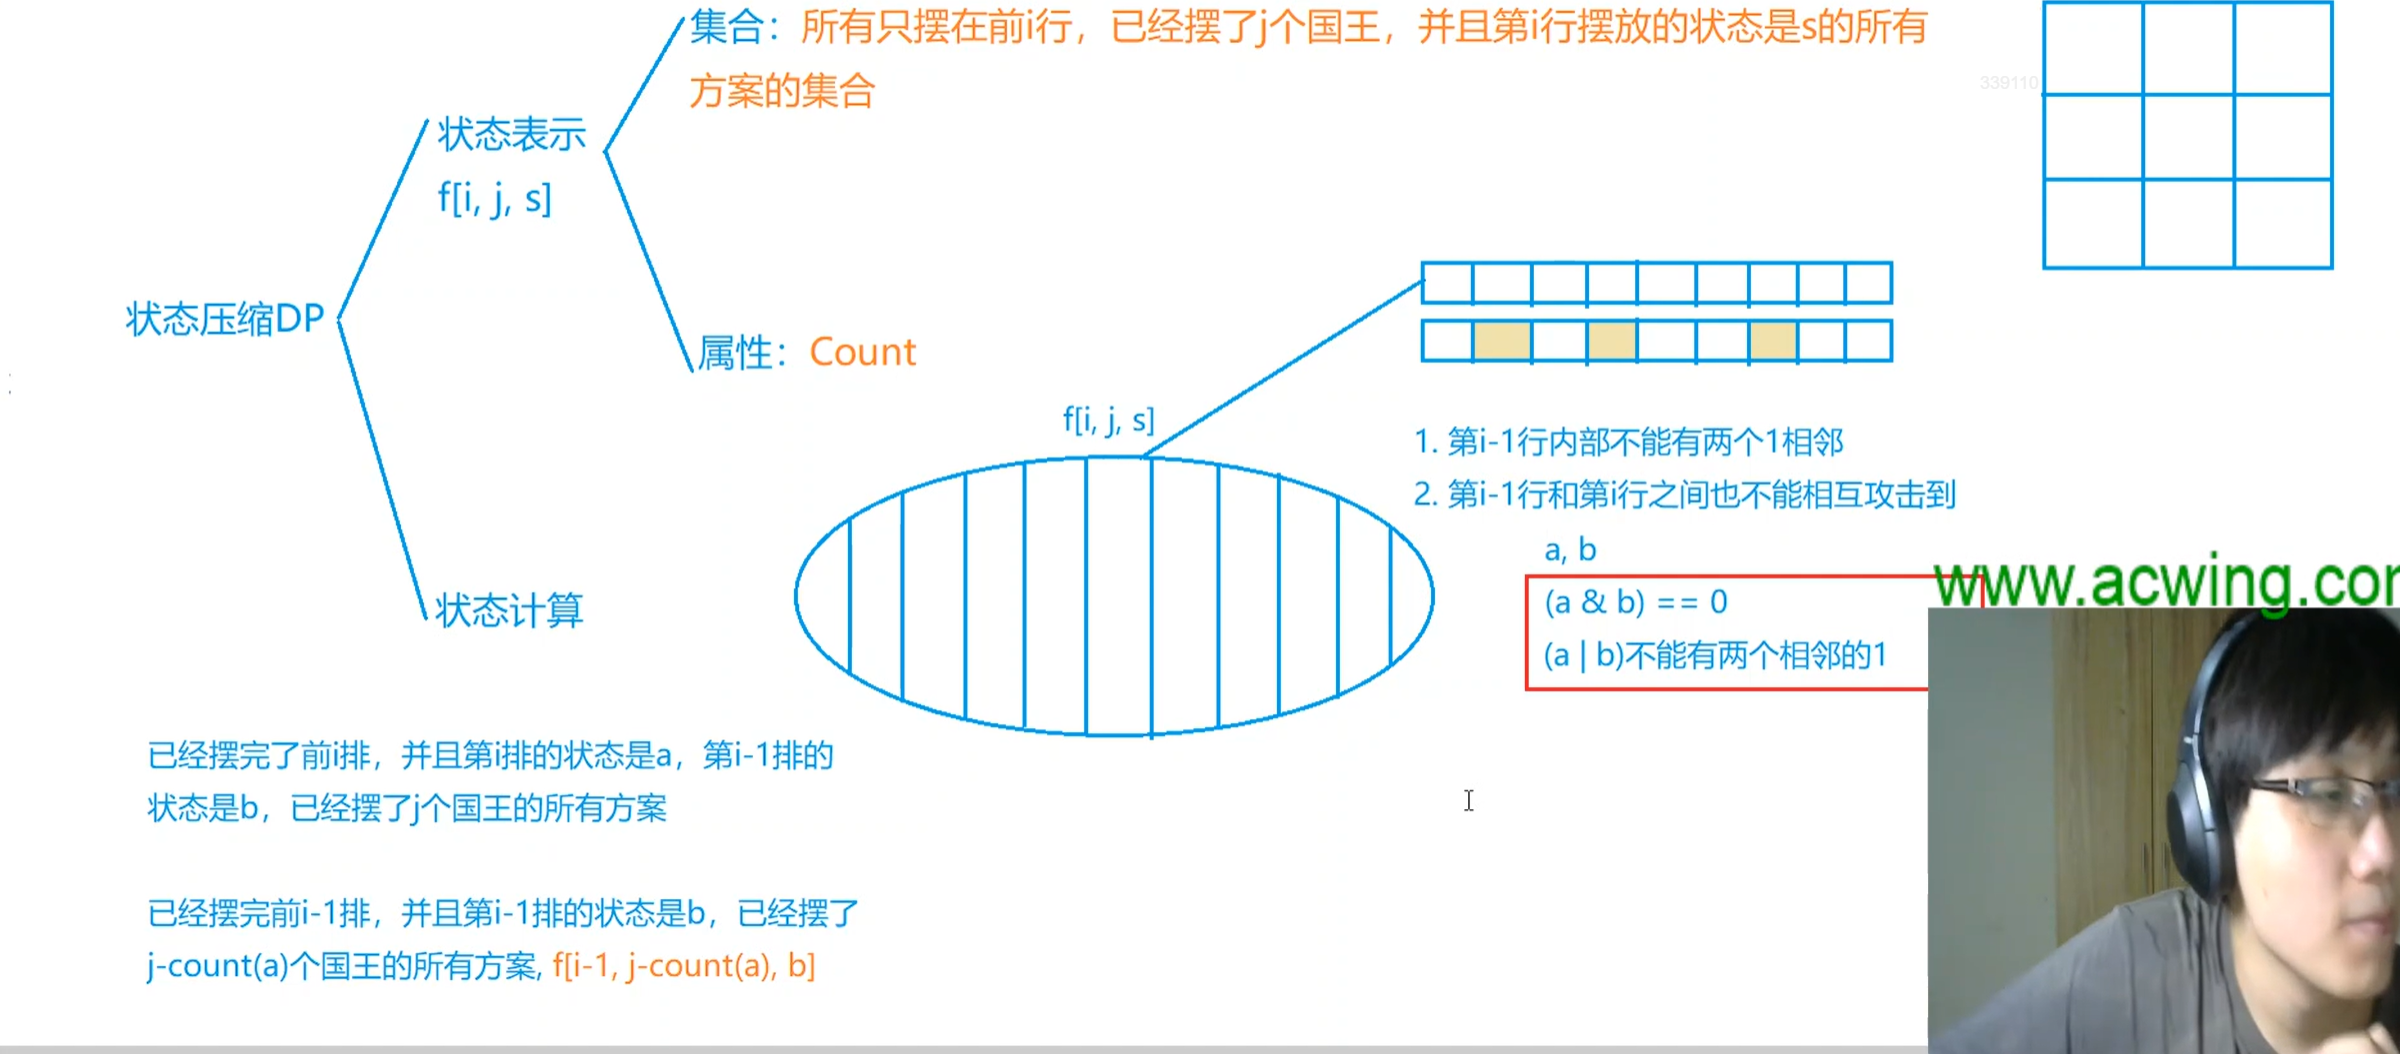 集合：所有只摆在前i行，已经摆了j个国王，并且第i行摆放的状态是s的所有
方案的集合
339110
状态表示
f[i, j, s]
状态压缩DP
属性：Count
f[i, j, s]
1. 第i-1行内部不能有两个1相邻
2. 第i-1行和第i行之间也不能相互攻击到
a, b
(a & b) == 0
(a | b)不能有两个相邻的1
www.acwing.com
状态计算
已经摆完了前i排，并且第i排的状态是a，第i-1排的
状态是b，已经摆了j个国王的所有方案
已经摆完前i-1排，并且第i-1排的状态是b，已经摆了
j-count(a)个国王的所有方案, f[i-1, j-count(a), b]